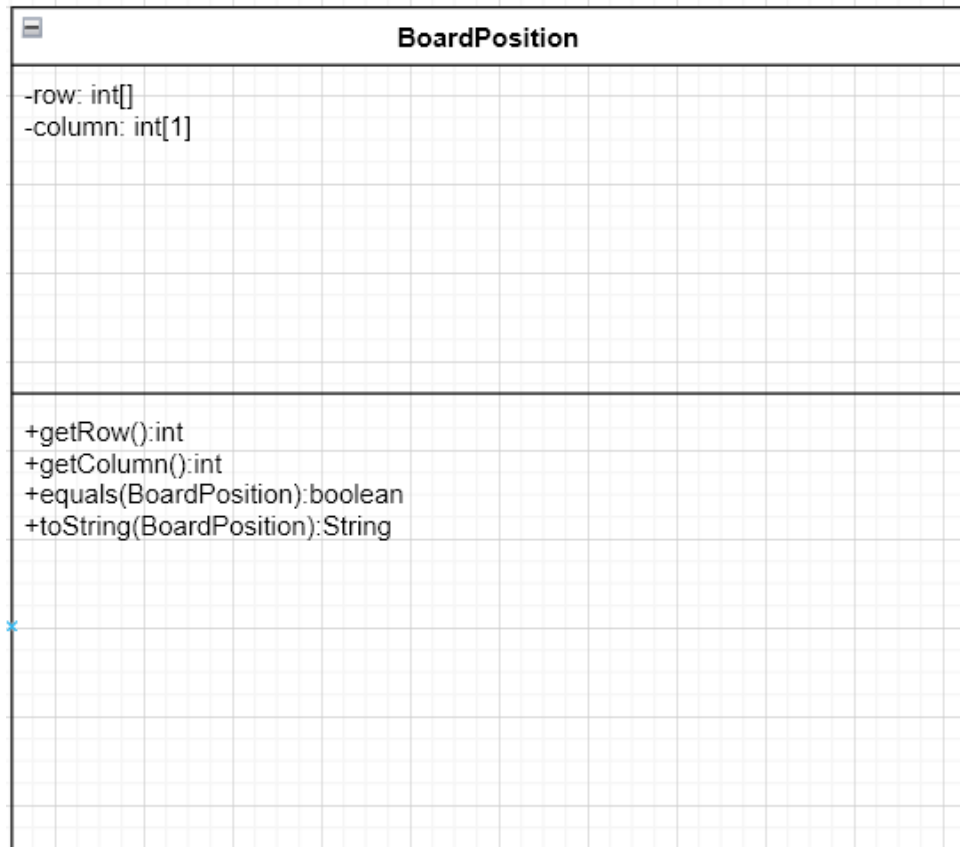 BoardPosition
-row: int[]
-column: int[1]
+getRow():int
+getColumn():int
+equals(BoardPosition):boolean
+toString(BoardPosition):String